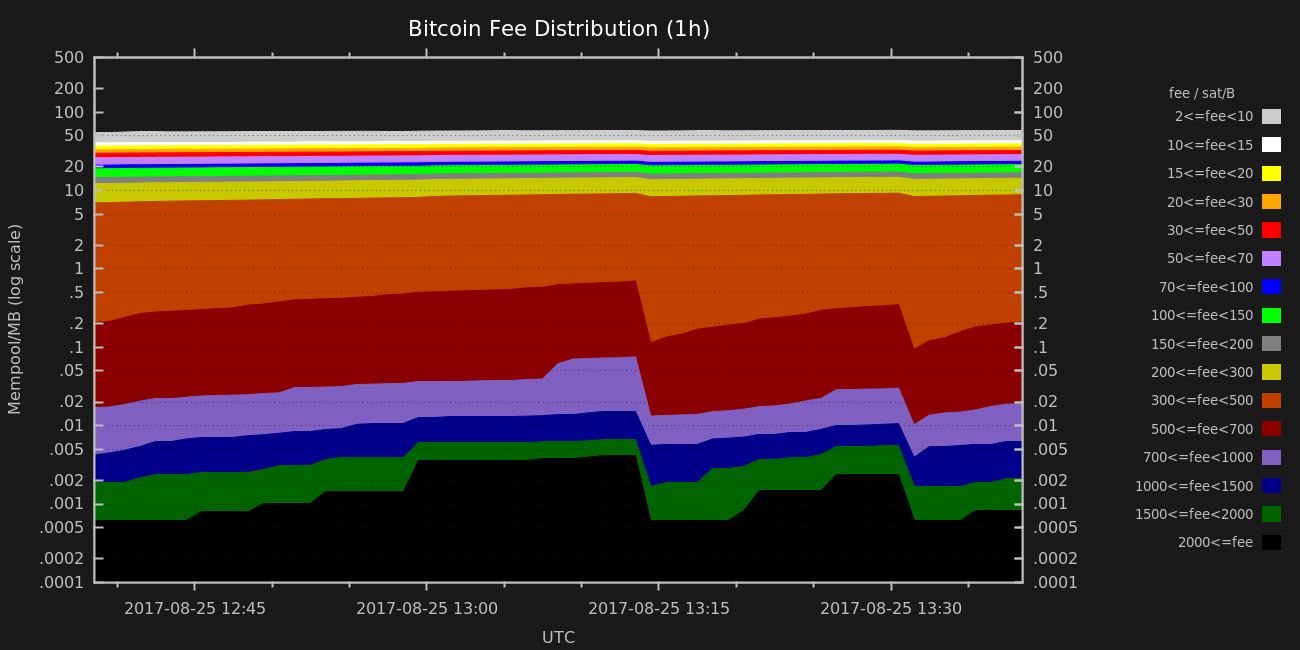 Bitcoin Fee Distribution (1h)
500
200
100
50
20
10
5
2
1
.5
.2
.1
.05
.02
.01
.005
.002
.001
.0005
.0002
.0001
Mempool/MB (log scale)
500
200
100
50
20
10
5
2
1
.5
.2
.1
.05
.02
.01
.005
.002
.001
.0005
.0002
.0001
2017-08-25 12:45
2017-08-25 13:00
2017-08-25 13:15
2017-08-25 13:30
UTC
fee / sat/B
2<=fee<10
10<=fee<15
15<=fee<20
20<=fee<30
30<=fee<50
50<=fee<70
70<=fee<100
100<=fee<150
150<=fee<200
200<=fee<300
300<=fee<500
500<=fee<700
700<=fee<1000
1000<=fee<1500
1500<=fee<2000
2000<=fee